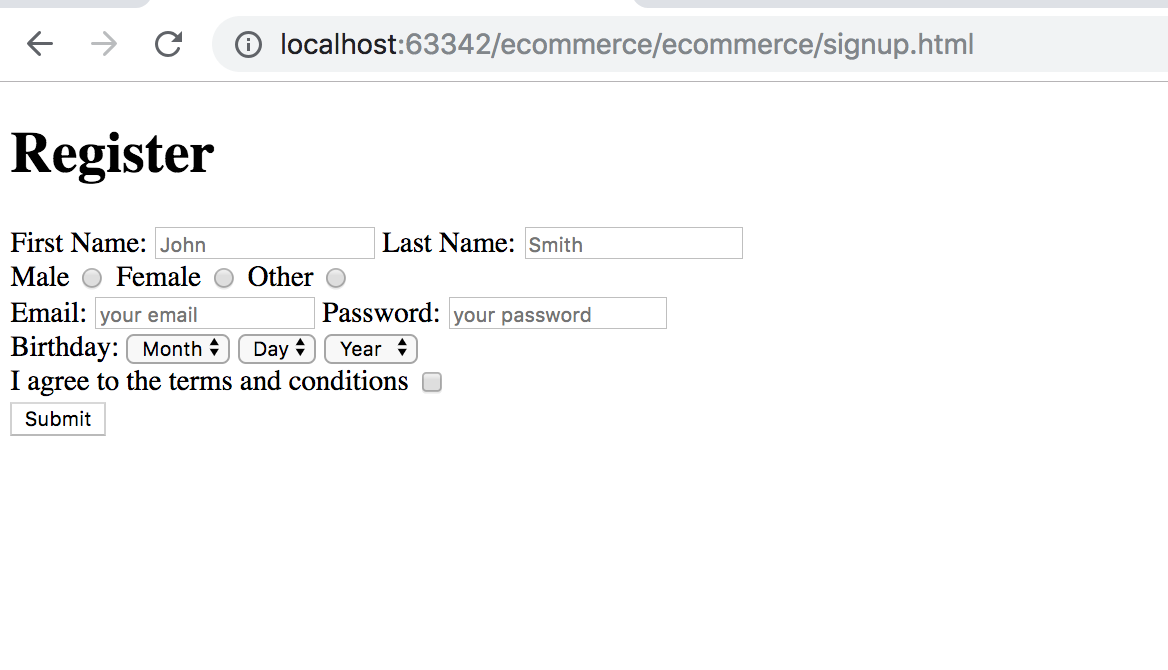 localhost:63342/ecommerce/ecommerce/signup.html
Register
First Name: John Last Name: Smith
Male Female Other
Email: your email Password: your password
Birthday: Month Day Year
I agree to the terms and conditions
Submit